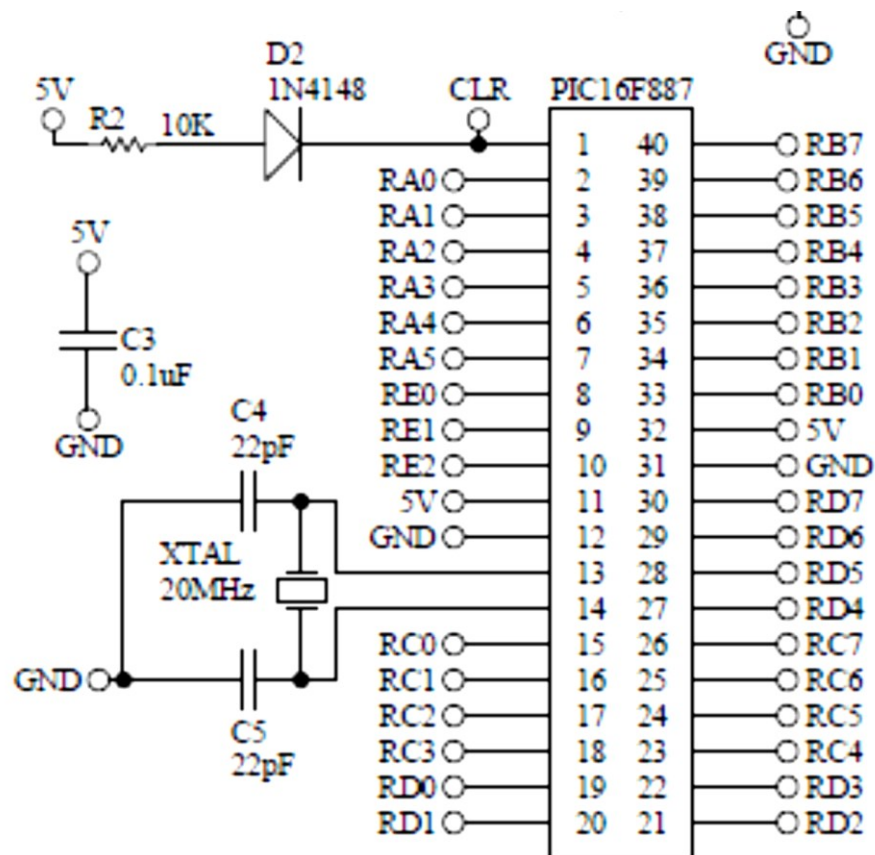 GND
D2
1N4148
5V
R2 10K
CLR
PIC16F887
1 40 RB7
RA0 2 39 RB6
RA1 3 38 RB5
RA2 4 37 RB4
RA3 5 36 RB3
RA4 6 35 RB2
RA5 7 34 RB1
RE0 8 33 RB0
RE1 9 32 5V
RE2 10 31 GND
5V 11 30 RD7
GND 12 29 RD6
13 28 RD5
14 27 RD4
RC0 15 26 RC7
RC1 16 25 RC6
RC2 17 24 RC5
RC3 18 23 RC4
RD0 19 22 RD3
RD1 20 21 RD2
5V
C3
0.1uF
GND
C4
22pF
XTAL
20MHz
GND
C5
22pF